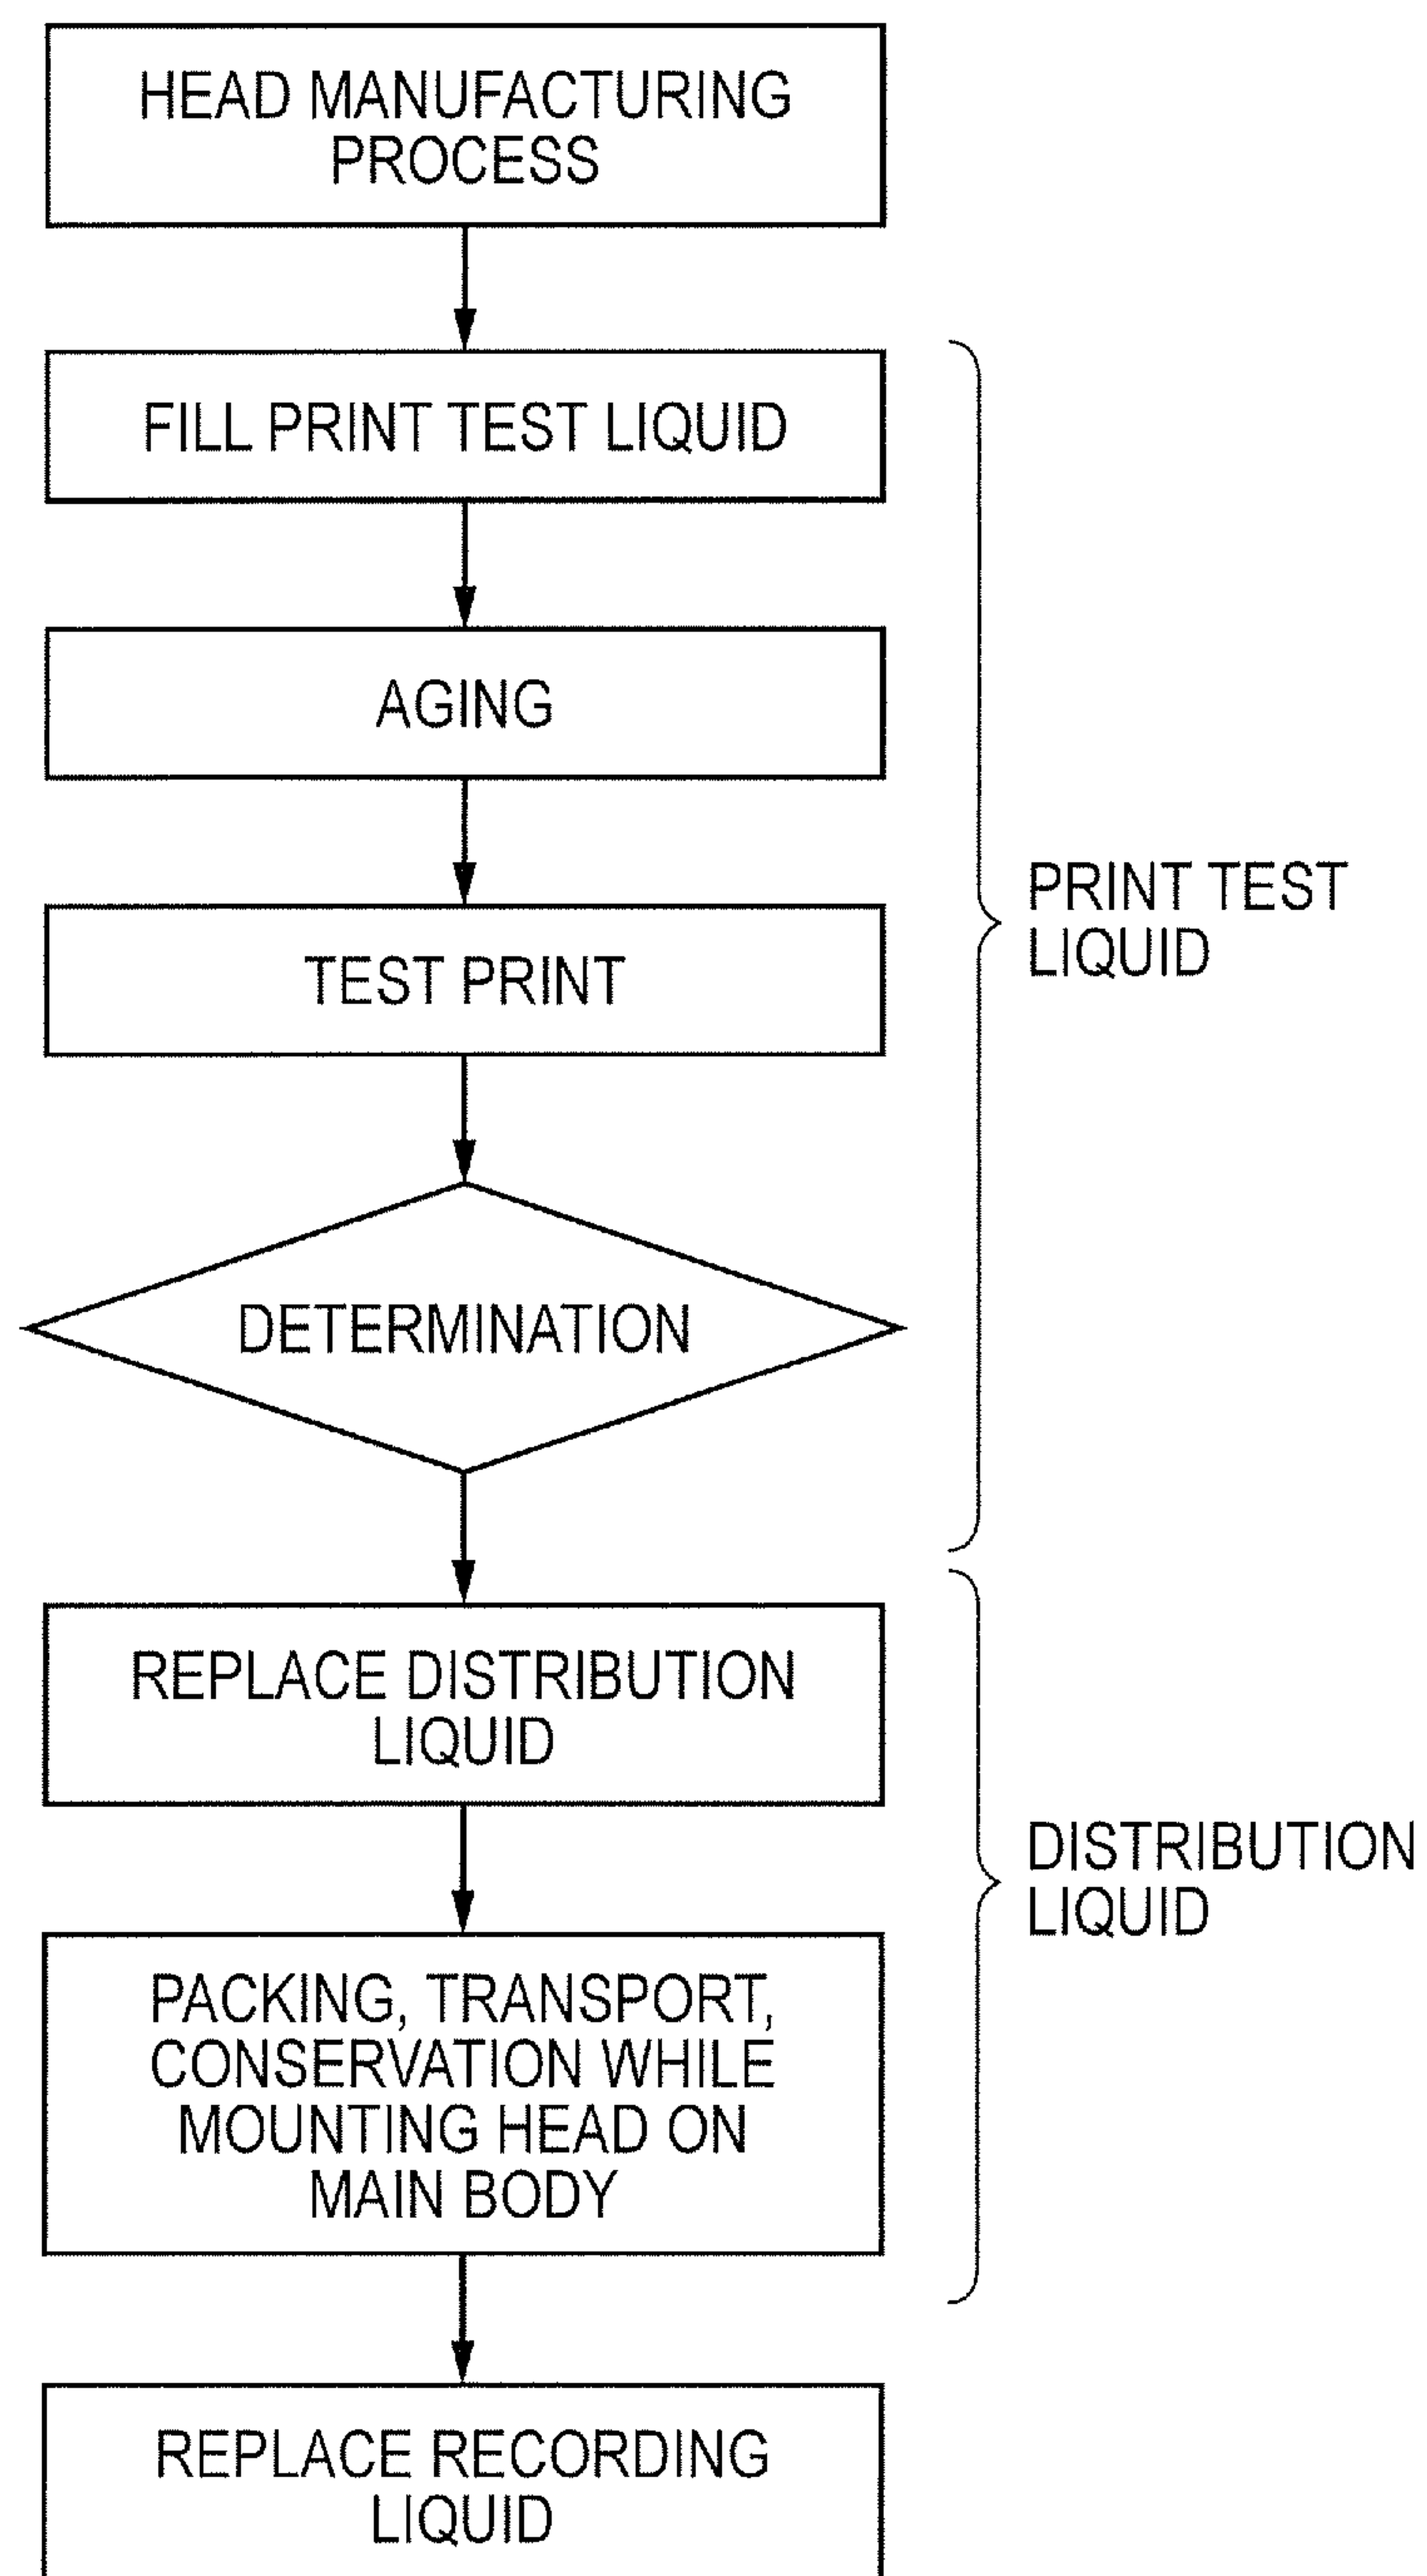 HEAD MANUFACTURING
PROCESS
FILL PRINT TEST LIQUID
AGING
TEST PRINT
PRINT TEST
LIQUID
DETERMINATION
REPLACE DISTRIBUTION
LIQUID
DISTRIBUTION
LIQUID
PACKING, TRANSPORT,
CONSERVATION WHILE
MOUNTING HEAD ON
MAIN BODY
REPLACE RECORDING
LIQUID